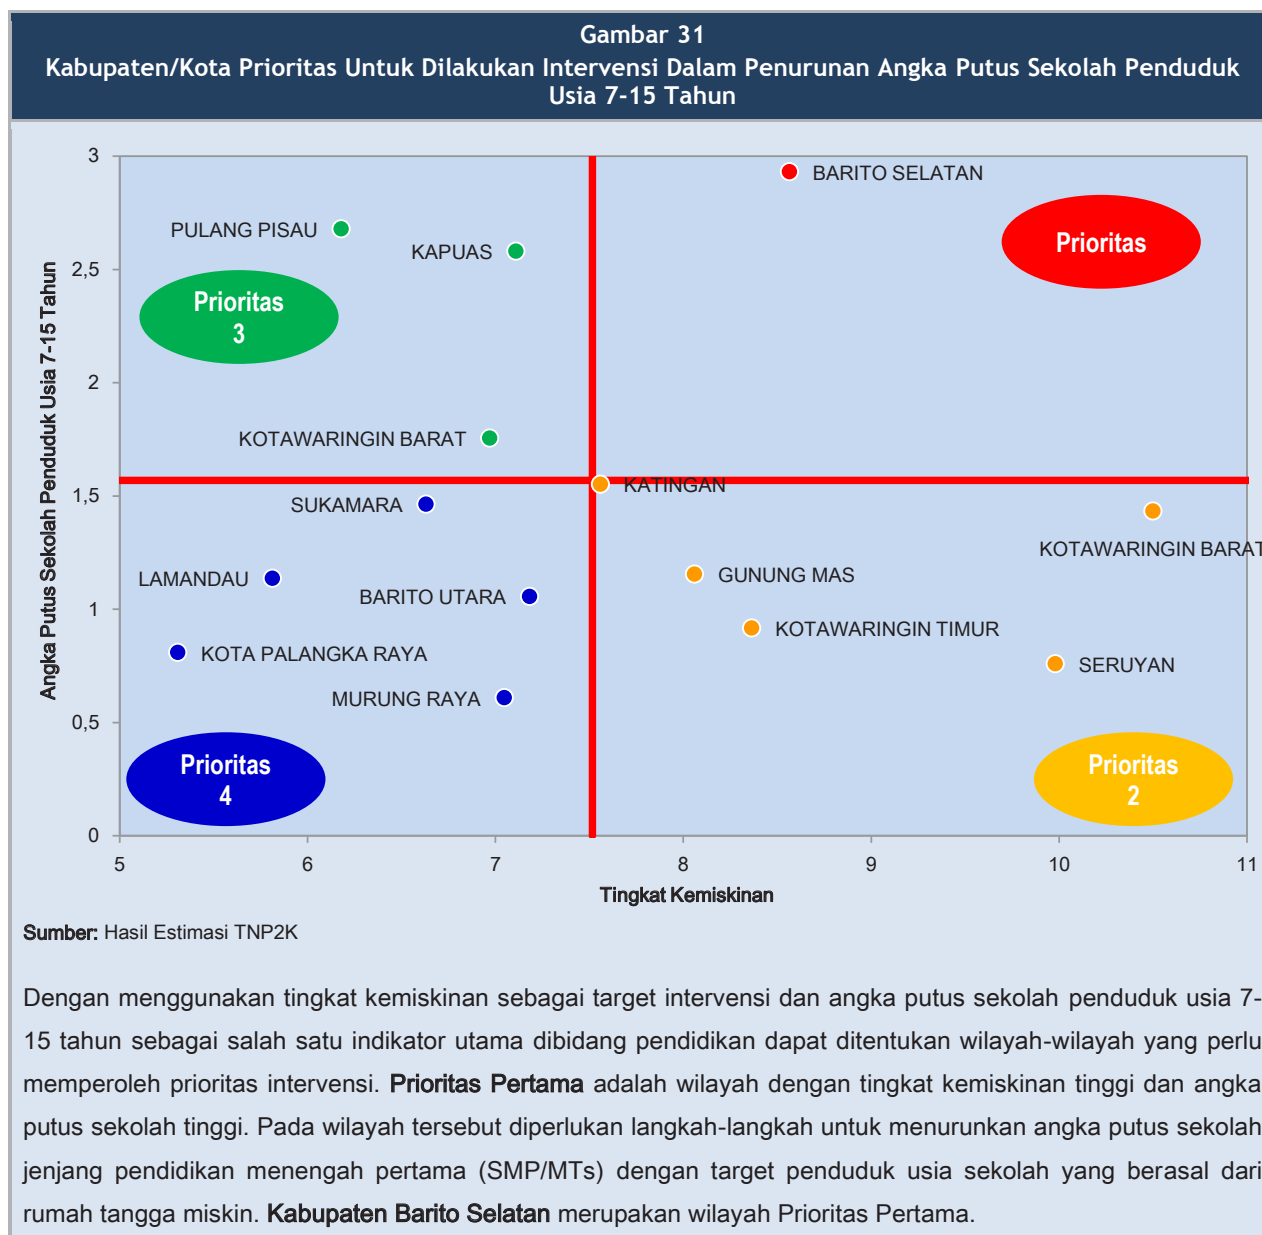 Gambar 31
Kabupaten/Kota Prioritas Untuk Dilakukan Intervensi Dalam Penurunan Angka Putus Sekolah Penduduk
Usia 7-15 Tahun
Angka Putus Sekolah Penduduk Usia 7-15 Tahun
3
2,5
2
1,5
1
0,5
0
BARITO SELATAN
PULANG PISAU
KAPUAS
Prioritas
Prioritas
3
KOTAWARINGIN BARAT
KATINGAN
SUKAMARA
KOTAWARINGIN BARAT
LAMANDAU
GUNUNG MAS
BARITO UTARA
KOTAWARINGIN TIMUR
KOTA PALANGKA RAYA
SERUYAN
MURUNG RAYA
Prioritas
4
Prioritas
2
5 6 7 8 9 10 11
Tingkat Kemiskinan
Sumber: Hasil Estimasi TNP2K
Dengan menggunakan tingkat kemiskinan sebagai target intervensi dan angka putus sekolah penduduk usia 7-
15 tahun sebagai salah satu indikator utama dibidang pendidikan dapat ditentukan wilayah-wilayah yang perlu
memperoleh prioritas intervensi. Prioritas Pertama adalah wilayah dengan tingkat kemiskinan tinggi dan angka
putus sekolah tinggi. Pada wilayah tersebut diperlukan langkah-langkah untuk menurunkan angka putus sekolah
jenjang pendidikan menengah pertama (SMP/MTs) dengan target penduduk usia sekolah yang berasal dari
rumah tangga miskin. Kabupaten Barito Selatan merupakan wilayah Prioritas Pertama.